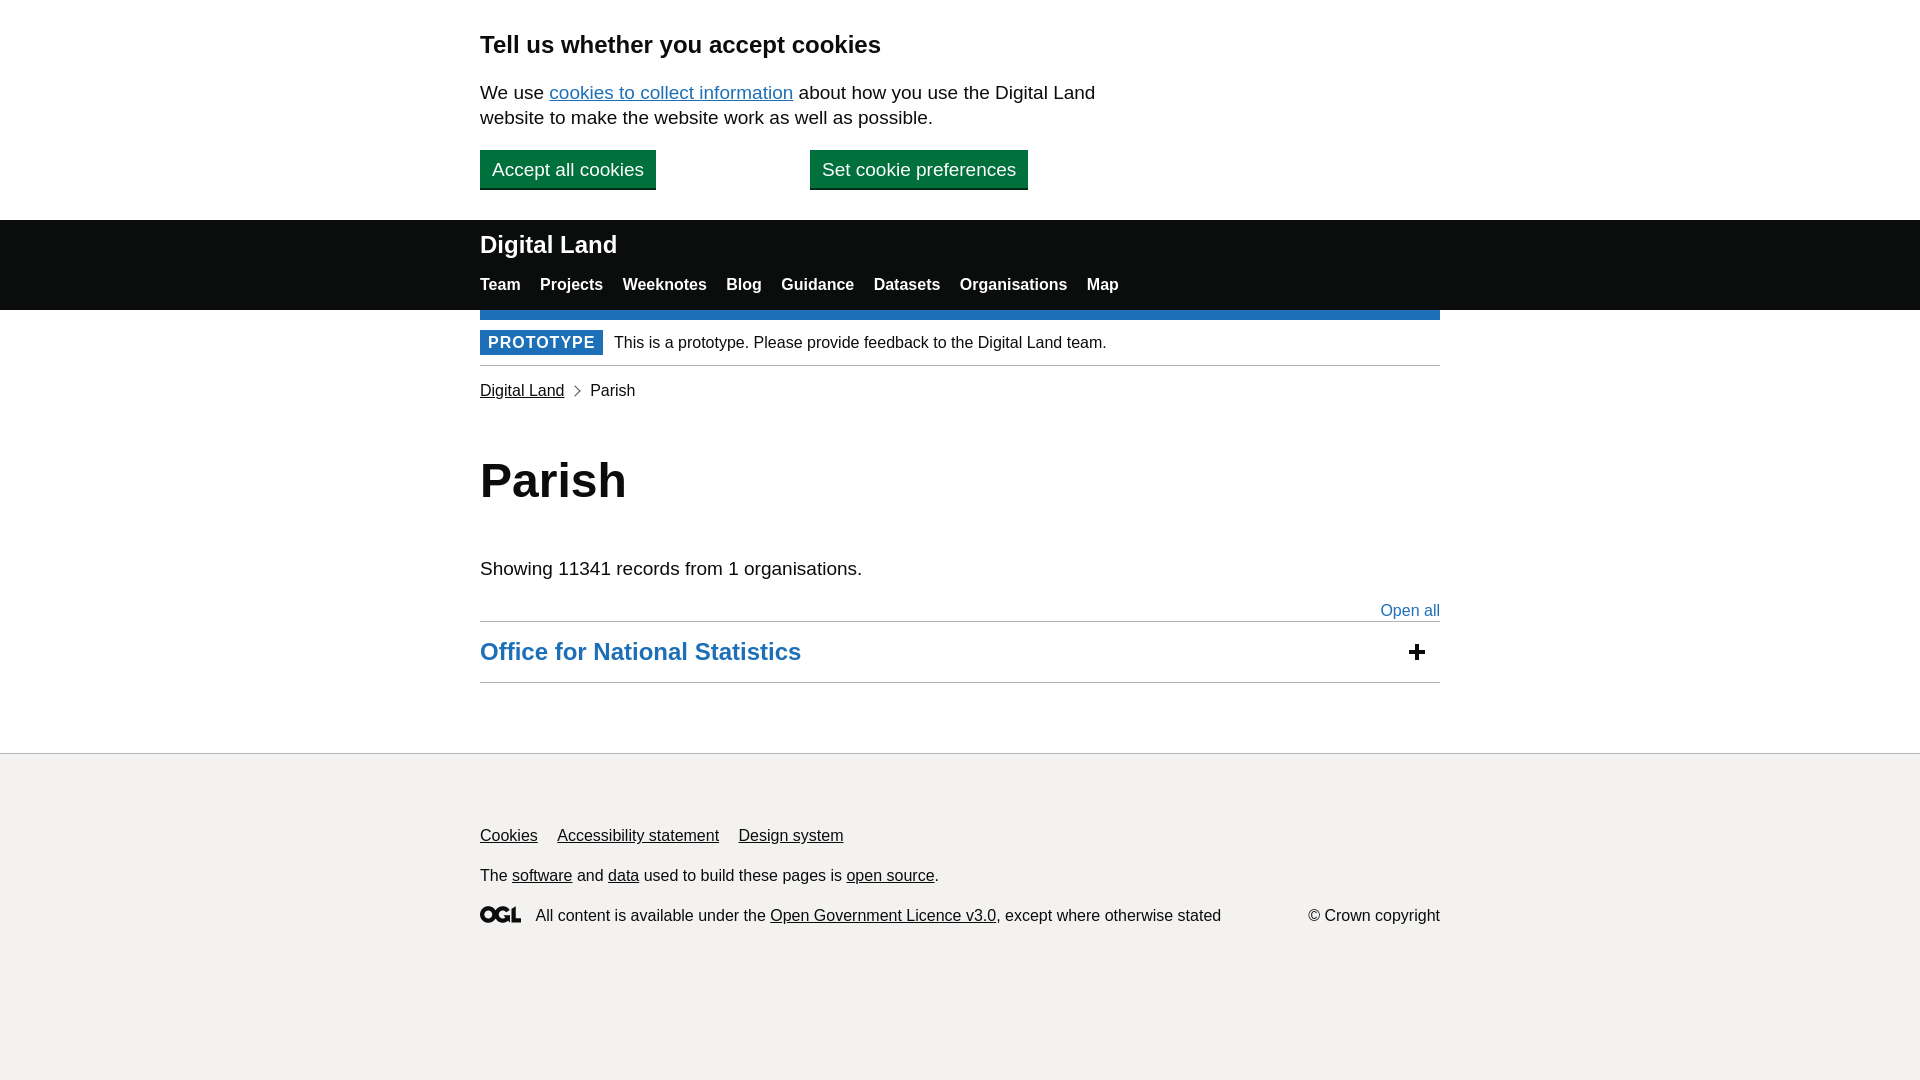 Tell us whether you accept cookies
We use cookies to collect information about how you use the Digital Land
website to make the website work as well as possible.
Accept all cookies
Set cookie preferences
Digital Land
Team Projects Weeknotes Blog Guidance Datasets Organisations Map
PROTOTYPE This is a prototype. Please provide feedback to the Digital Land team.
Digital Land Parish
Parish
Showing 11341 records from 1 organisations.
Open all
Office for National Statistics
Cookies Accessibility statement Design system
The software and data used to build these pages is open source.
OGL All content is available under the Open Government Licence v3.0, except where otherwise stated
© Crown copyright